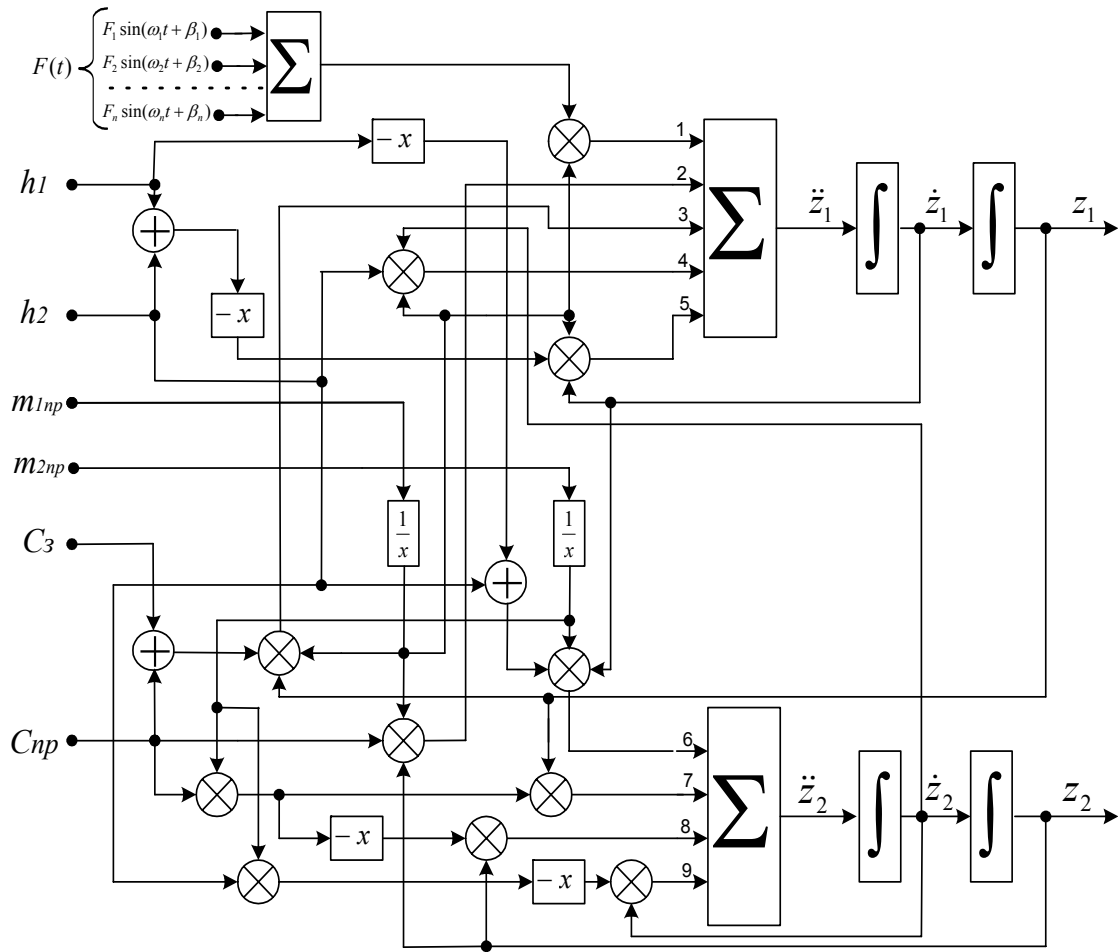 F₁ sin(ω₁t + β₁)
F(t)
F₂ sin(ω₂t + β₂)
Fₙ sin(ωₙt + βₙ)
Σ
h1
− x
1
2
3
4
5
Σ
z̈₁
∫
ż₁
∫
z₁
h2
− x
m₁пр
m₂пр
Cз
1/x
1/x
Cпр
6
7
8
9
Σ
z̈₂
∫
ż₂
∫
z₂
− x
− x